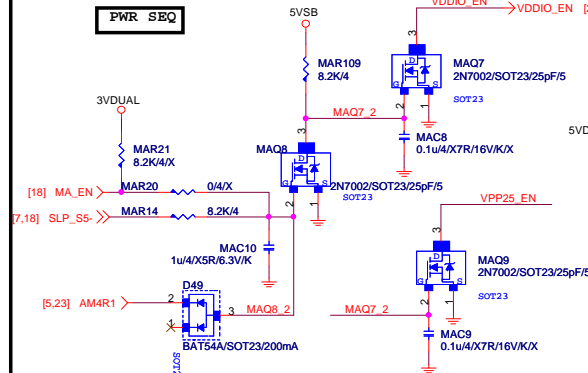 PWR SEQ
5VSB
VDDIO_EN
VDDIO_EN
3
MAR109
8.2K/4
MAQ7
2N7002/SOT23/25pF/5
D
G
S
SOT23
2
1
3VDUAL
MAQ7_2
3
MAC8
0.1u/4/X7R/16V/K/X
5VD
MAR21
8.2K/4/X
MAQ8
D
G
S
2N7002/SOT23/25pF/5
SOT23
2
1
[18] MA_EN
MAR20
0/4/X
[7,18] SLP_S5-
MAR14
8.2K/4
VPP25_EN
3
MAC10
1u/4/X5R/6.3V/K
MAQ9
2N7002/SOT23/25pF/5
D
G
S
SOT23
2
1
D49
[5,23] AM4R1
2
3
MAQ8_2
MAQ7_2
1
BAT54A/SOT23/200mA
MAC9
0.1u/4/X7R/16V/K/X